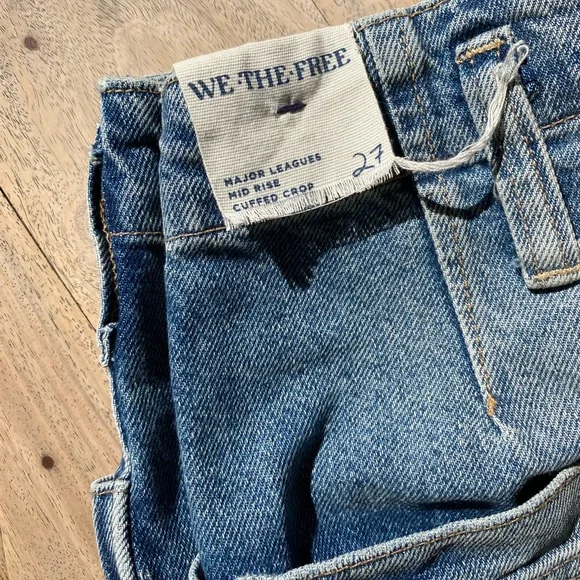 WE·THE·FREE
MAJOR LEAGUES
MID RISE
CUFFED CROP
27